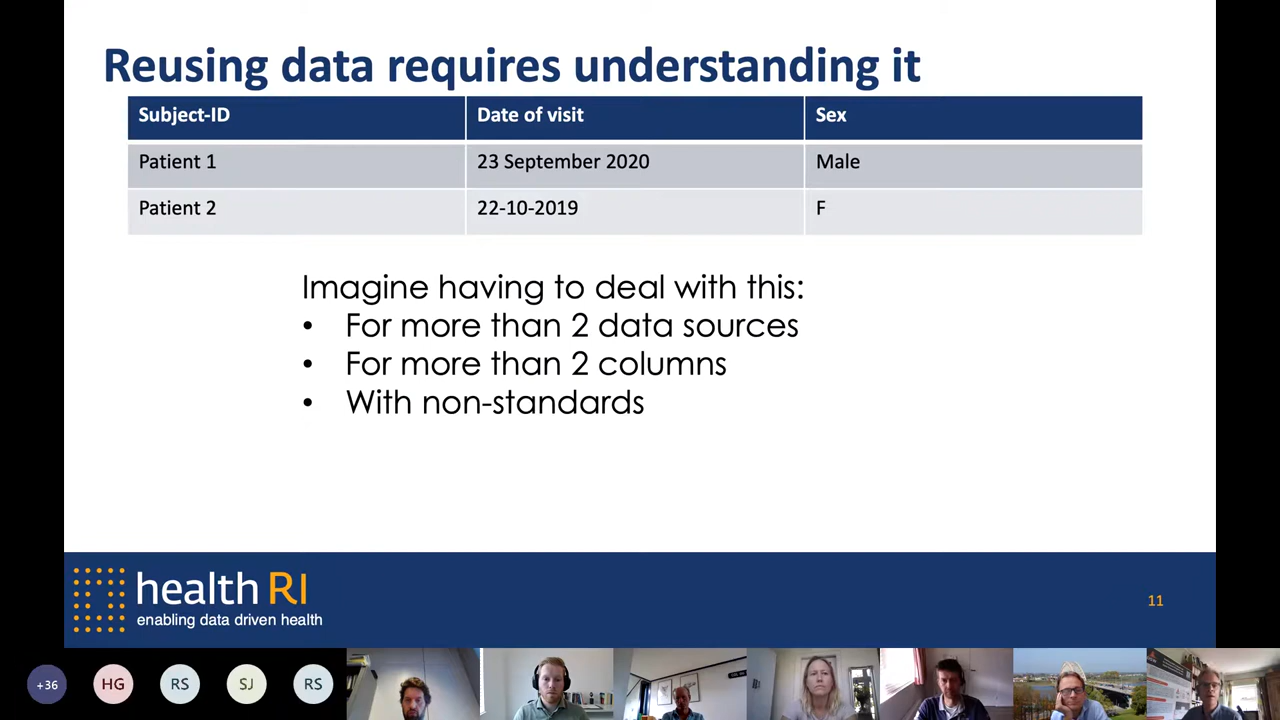 Reusing data requires understanding it
Subject-ID Date of visit Sex
Patient 1 23 September 2020 Male
Patient 2 22-10-2019 F
Imagine having to deal with this:
• For more than 2 data sources
• For more than 2 columns
• With non-standards
health RI
enabling data driven health
11
+36 HG RS SJ RS